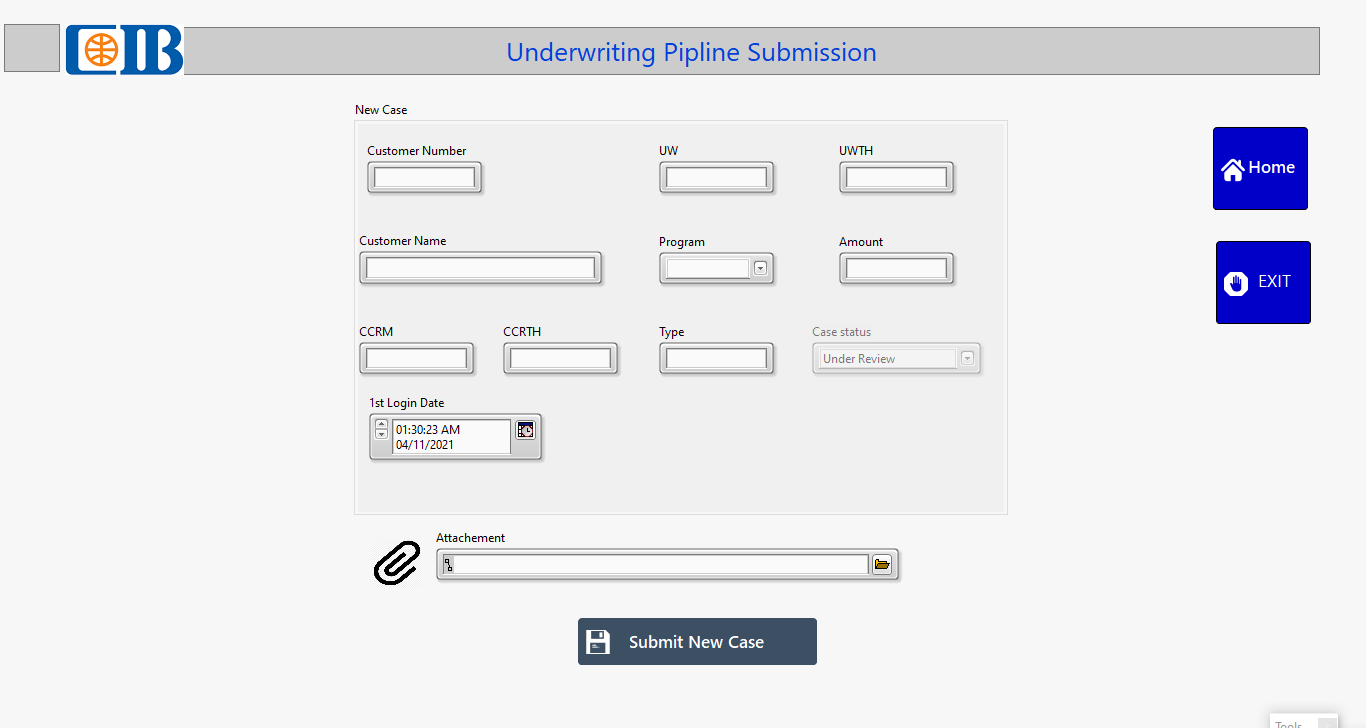 CIB
Underwriting Pipline Submission
New Case
Customer Number
UW
UWTH
Home
Customer Name
Program
Amount
EXIT
CCRM
CCRTH
Type
Case status
Under Review
1st Login Date
01:30:23 AM
04/11/2021
Attachement
Submit New Case
Tools